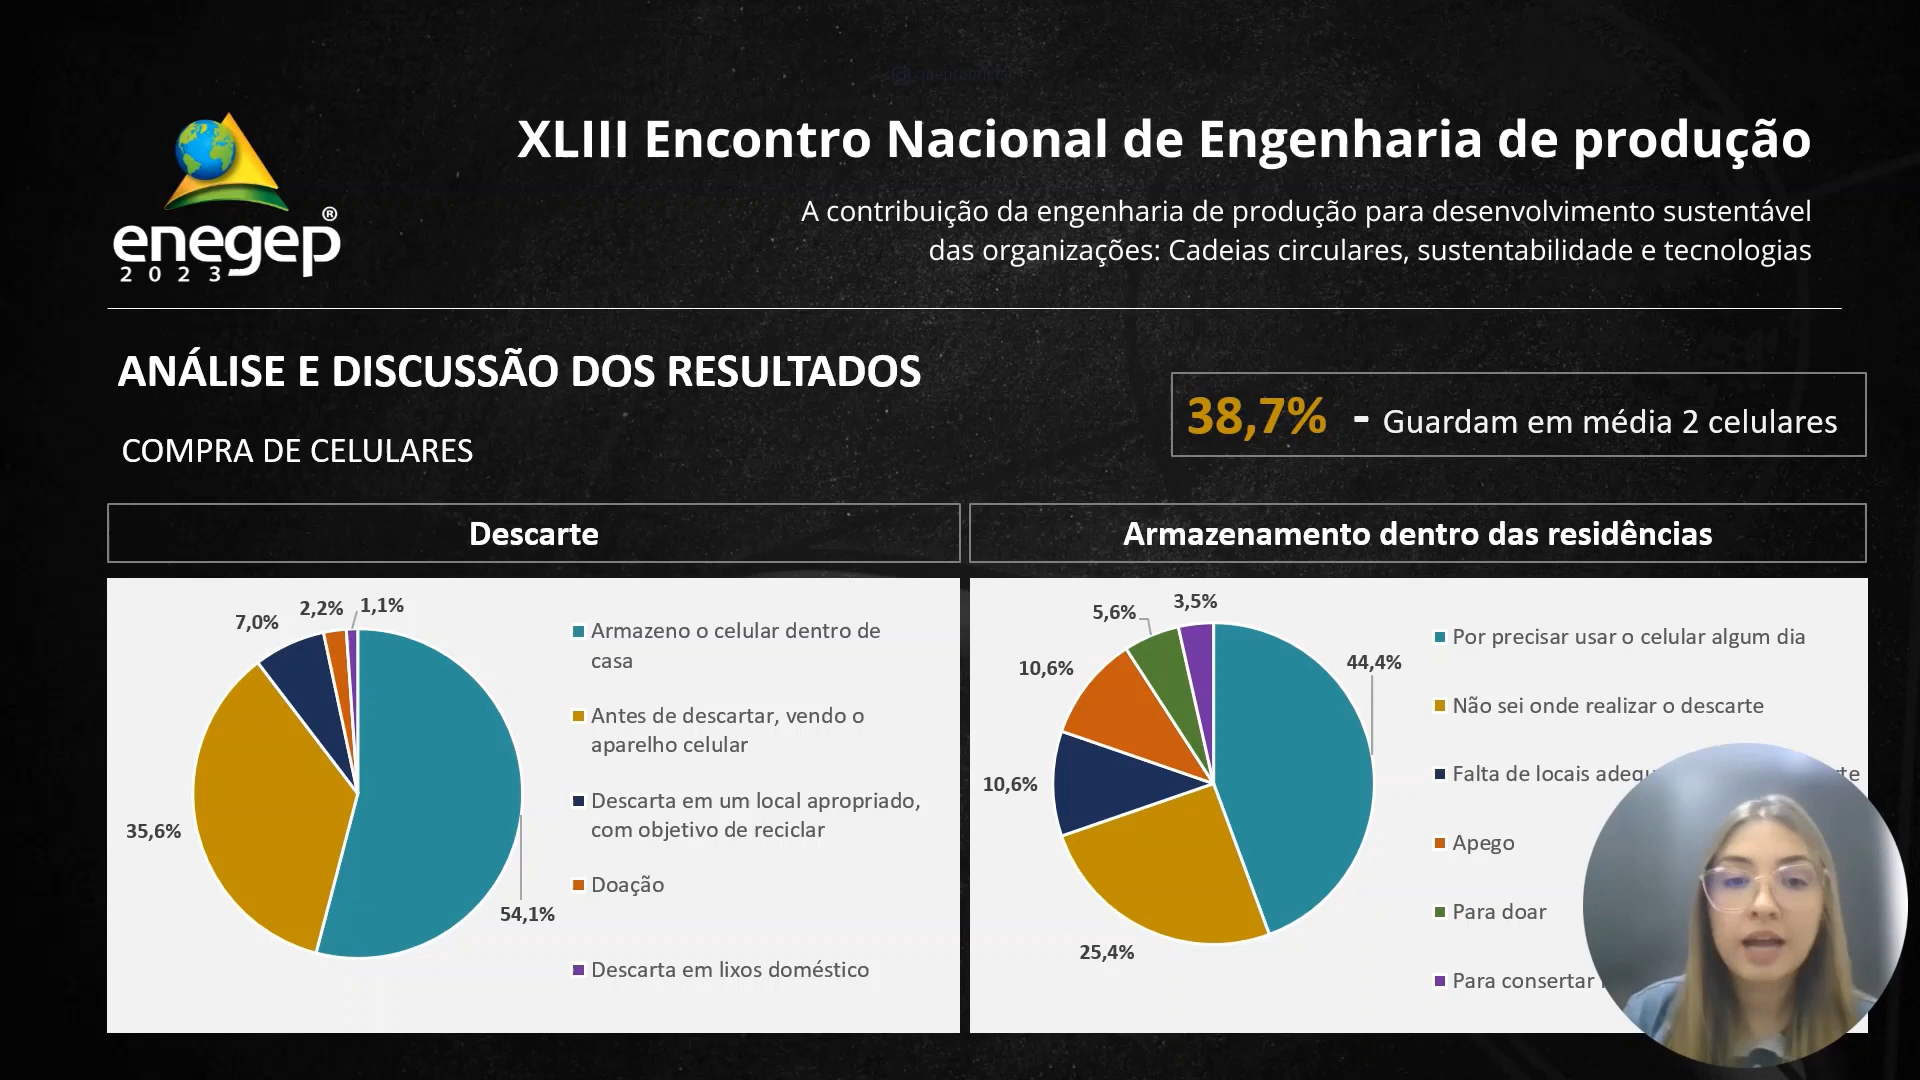 XLIII Encontro Nacional de Engenharia de produção
A contribuição da engenharia de produção para desenvolvimento sustentável
das organizações: Cadeias circulares, sustentabilidade e tecnologias
enegep®
2023
ANÁLISE E DISCUSSÃO DOS RESULTADOS
38,7% - Guardam em média 2 celulares
COMPRA DE CELULARES
Descarte
1,1%
2,2%
7,0%
35,6%
54,1%
Armazeno o celular dentro de
casa
Antes de descartar, vendo o
aparelho celular
Descarta em um local apropriado,
com objetivo de reciclar
Doação
Descarta em lixos doméstico
Armazenamento dentro das residências
3,5%
5,6%
10,6%
10,6%
25,4%
44,4%
Por precisar usar o celular algum dia
Não sei onde realizar o descarte
Falta de locais
Apego
Para doar
Para consertar